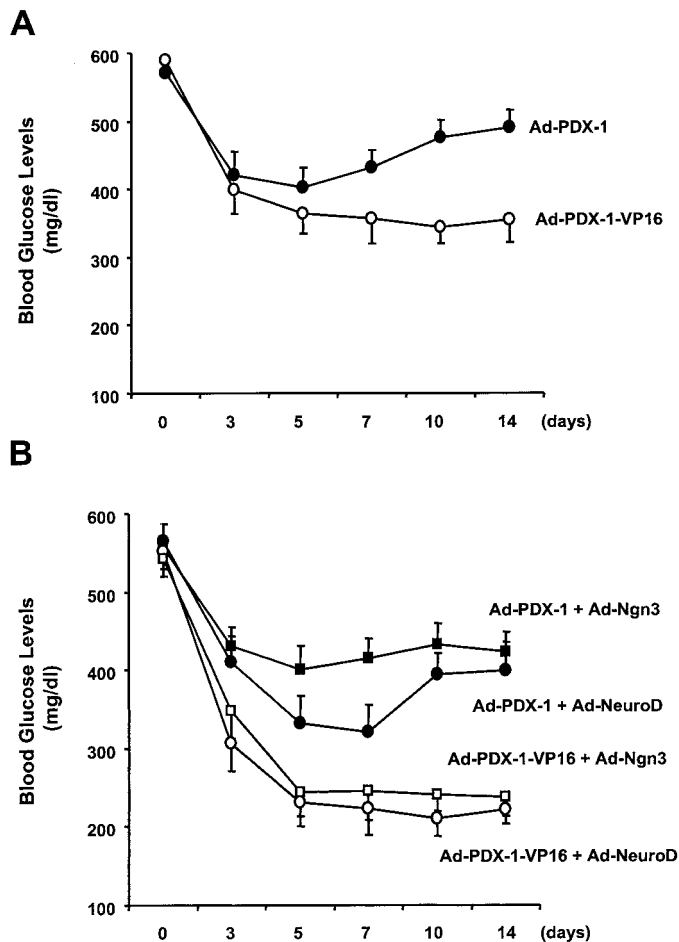 A
600
500
400
300
200
100
Blood Glucose Levels
(mg/dl)
Ad-PDX-1
Ad-PDX-1-VP16
0 3 5 7 10 14 (days)
B
600
500
400
300
200
100
Blood Glucose Levels
(mg/dl)
Ad-PDX-1 + Ad-Ngn3
Ad-PDX-1 + Ad-NeuroD
Ad-PDX-1-VP16 + Ad-Ngn3
Ad-PDX-1-VP16 + Ad-NeuroD
0 3 5 7 10 14 (days)